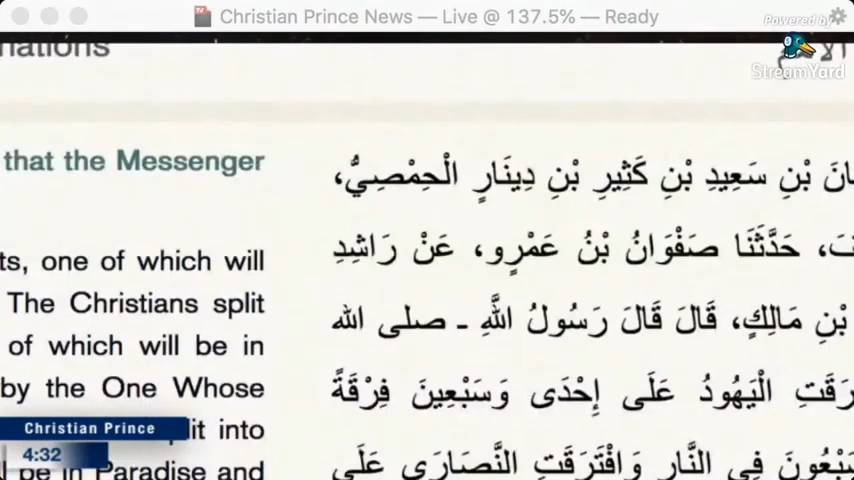 Christian Prince News — Live @ 137.5% — Ready
Powered by
StreamYard
nations
that the Messenger
ts, one of which will
The Christians split
of which will be in
by the One Whose
lit into
l be in Paradise and
بْنِ سَعِيدِ بْنِ كَثِيرِ بْنِ دِينَارٍ الْحِمْصِيُّ،
حَدَّثَنَا صَفْوَانُ بْنُ عَمْرٍو، عَنْ رَاشِدِ
بْنِ مَالِكٍ، قَالَ قَالَ رَسُولُ اللَّهِ ـ صلى الله
رَقَتِ الْيَهُودُ عَلَى إِحْدَى وَسَبْعِينَ فِرْقَةً
سَبْعُونَ فِي النَّارِ وَافْتَرَقَتِ النَّصَارَى عَلَى
Christian Prince
4:32